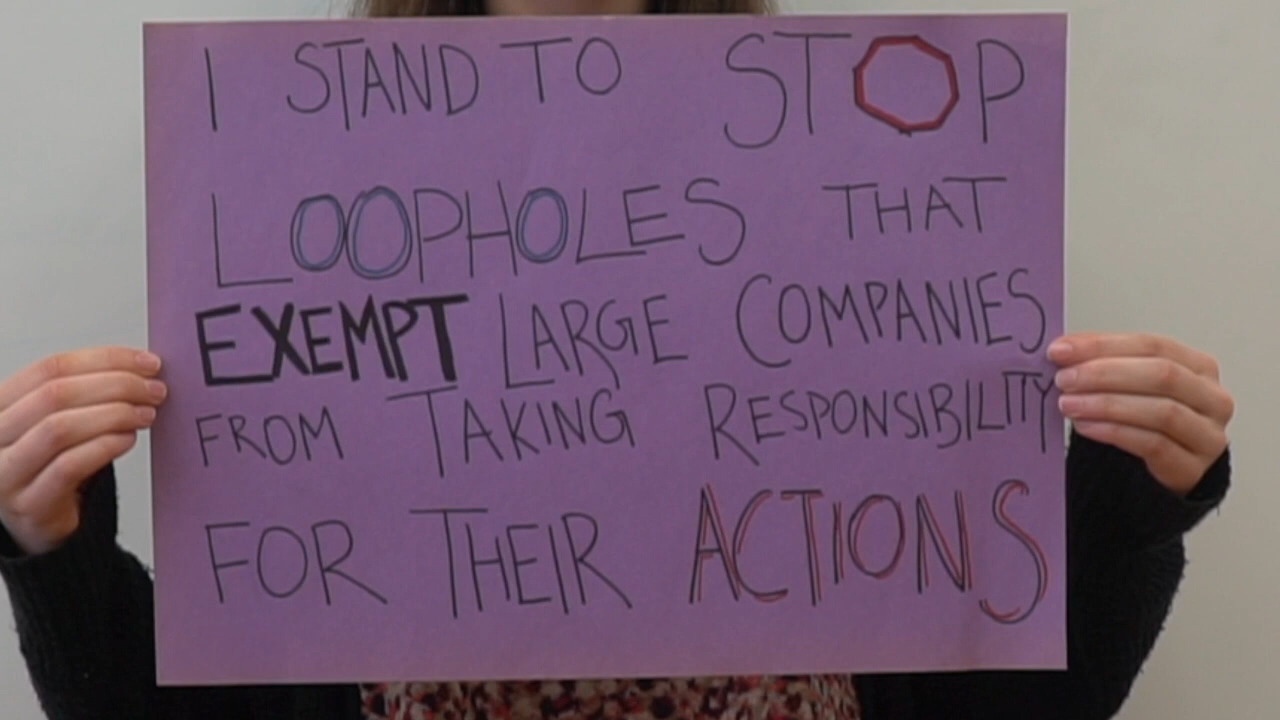 I STAND TO STOP
LOOPHOLES THAT
EXEMPT LARGE COMPANIES
FROM TAKING RESPONSIBILITY
FOR THEIR ACTIONS